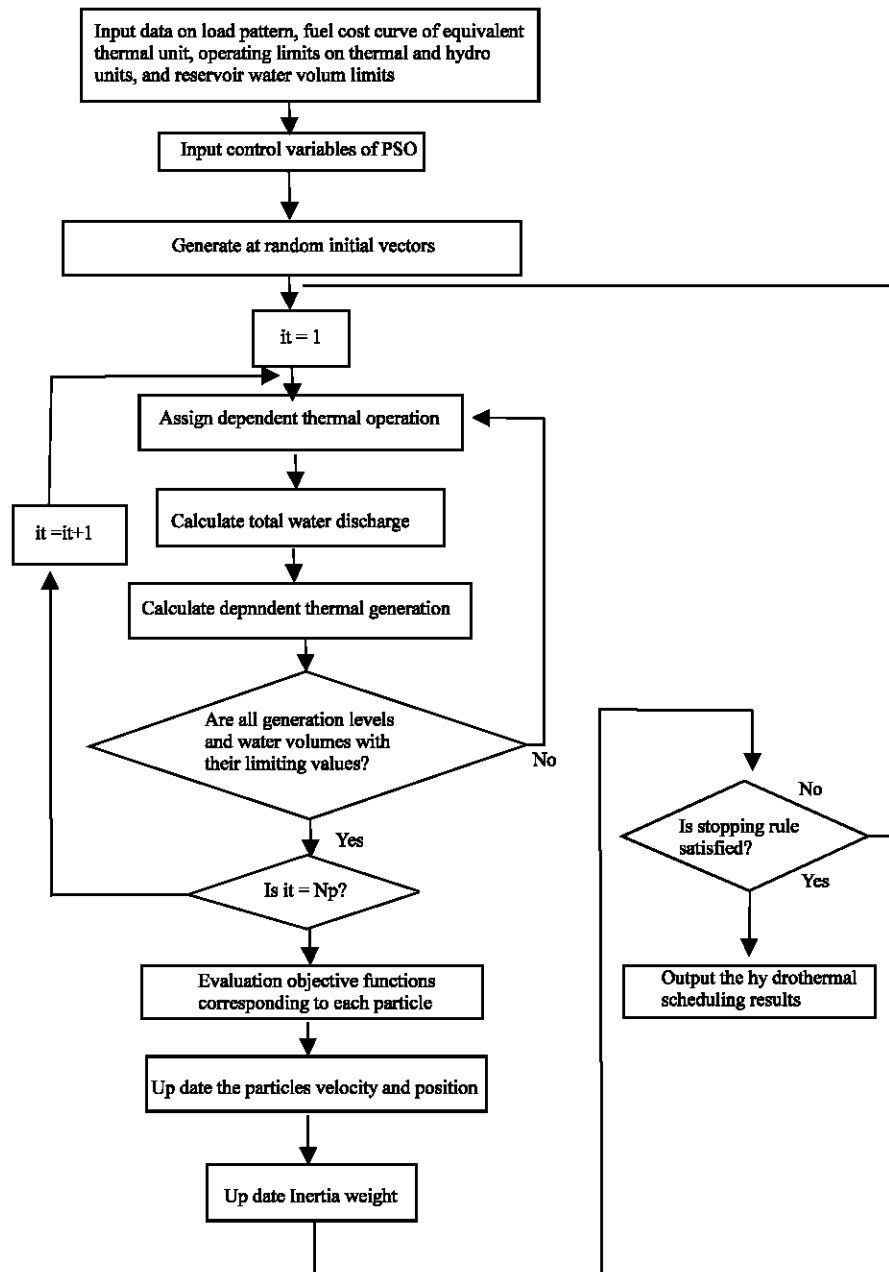 Input data on load pattern, fuel cost curve of equivalent
thermal unit, operating limits on thermal and hydro
units, and reservoir water volum limits
Input control variables of PSO
Generate at random initial vectors
it = 1
Assign dependent thermal operation
Calculate total water discharge
it =it+1
Calculate depnndent thermal generation
Are all generation levels
and water volumes with
their limiting values?
No
Yes
Is it = Np?
Evaluation objective functions
corresponding to each particle
Up date the particles velocity and position
Up date Inertia weight
No
Is stopping rule
satisfied?
Yes
Output the hy drothermal
scheduling results